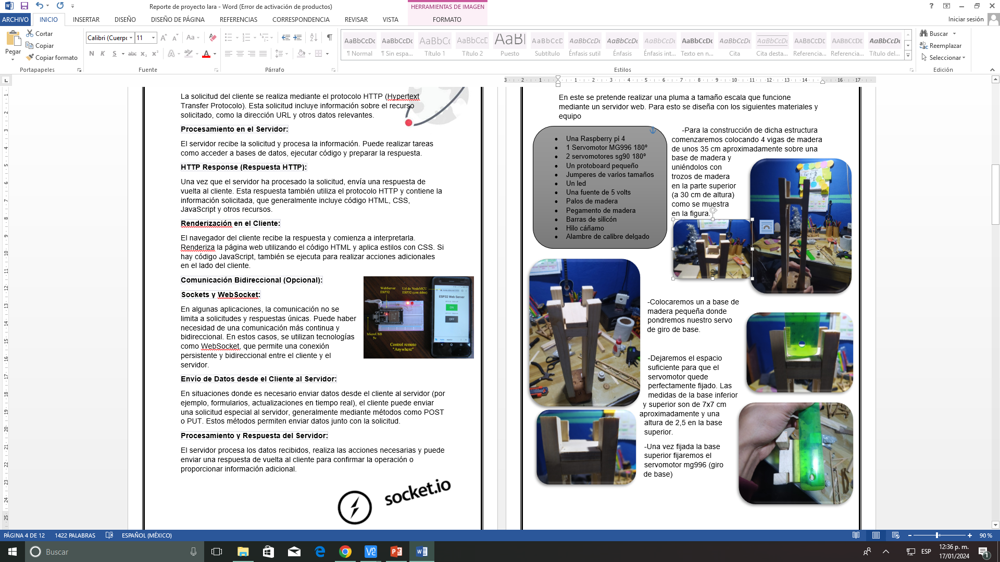 Reporte de proyecto lara - Word (Error de activación de productos)
HERRAMIENTAS DE IMAGEN
ARCHIVO INICIO INSERTAR DISEÑO DISEÑO DE PÁGINA REFERENCIAS CORRESPONDENCIA REVISAR VISTA FORMATO Iniciar sesión
Pegar
Cortar
Copiar
Copiar formato
Portapapeles
Calibri (Cuerpo 11
Fuente
Párrafo
¶ Normal ¶ Sin espa... Título 1 Título 2 Puesto Subtítulo Énfasis sutil Énfasis Énfasis int... Texto en n... Cita Cita desta... Referencia... Referencia... Título del...
Estilos
Buscar
Reemplazar
Seleccionar
Edición
La solicitud del cliente se realiza mediante el protocolo HTTP (Hypertext
Transfer Protocolo). Esta solicitud incluye información sobre el recurso
solicitado, como la dirección URL y otros datos relevantes.
Procesamiento en el Servidor:
El servidor recibe la solicitud y procesa la información. Puede realizar tareas
como acceder a bases de datos, ejecutar código y preparar la respuesta.
HTTP Response (Respuesta HTTP):
Una vez que el servidor ha procesado la solicitud, envía una respuesta de
vuelta al cliente. Esta respuesta también utiliza el protocolo HTTP y contiene la
información solicitada, que generalmente incluye código HTML, CSS,
JavaScript y otros recursos.
Renderización en el Cliente:
El navegador del cliente recibe la respuesta y comienza a interpretarla.
Renderiza la página web utilizando el código HTML y aplica estilos con CSS. Si
hay código JavaScript, también se ejecuta para realizar acciones adicionales
en el lado del cliente.
Comunicación Bidireccional (Opcional):
Sockets y WebSocket:
En algunas aplicaciones, la comunicación no se
limita a solicitudes y respuestas únicas. Puede haber
necesidad de una comunicación más continua y
bidireccional. En estos casos, se utilizan tecnologías
como WebSocket, que permite una conexión
persistente y bidireccional entre el cliente y el
servidor.
WebServer
ESP32
Url de NodeMCU
ESP32 (con ddns)
ESP32 Web Server
ON
OFF
MicroUSB
5v
Control remoto
"Anywhere"
Envío de Datos desde el Cliente al Servidor:
En situaciones donde es necesario enviar datos desde el cliente al servidor (por
ejemplo, formularios, actualizaciones en tiempo real), el cliente puede enviar
una solicitud especial al servidor, generalmente mediante métodos como POST
o PUT. Estos métodos permiten enviar datos junto con la solicitud.
Procesamiento y Respuesta del Servidor:
El servidor procesa los datos recibidos, realiza las acciones necesarias y puede
enviar una respuesta de vuelta al cliente para confirmar la operación o
proporcionar información adicional.
socket.io
En este se pretende realizar una pluma a tamaño escala que funcione
mediante un servidor web. Para esto se diseña con los siguientes materiales y
equipo
• Una Raspberry pi 4
• 1 Servomotor MG996 180º
• 2 servomotores sg90 180º
• Un protoboard pequeño
• Jumperes de varios tamaños
• Un led
• Una fuente de 5 volts
• Palos de madera
• Pegamento de madera
• Barras de silicón
• Hilo cáñamo
• Alambre de calibre delgado
-Para la construcción de dicha estructura
comenzaremos colocando 4 vigas de madera
de unos 35 cm aproximadamente sobre una
base de madera y
uniéndolos con
trozos de madera
en la parte superior
(a 30 cm de altura)
como se muestra
en la figura.
-Colocaremos un a base de
madera pequeña donde
pondremos nuestro servo
de giro de base.
-Dejaremos el espacio
suficiente para que el
servomotor quede
perfectamente fijado. Las
medidas de la base inferior
y superior son de 7x7 cm
aproximadamente y una
altura de 2,5 en la base
superior.
-Una vez fijada la base
superior fijaremos el
servomotor mg996 (giro
de base)
PÁGINA 4 DE 12 1422 PALABRAS ESPAÑOL (MÉXICO) 90 %
Buscar
ESP
12:36 p. m.
17/01/2024
1